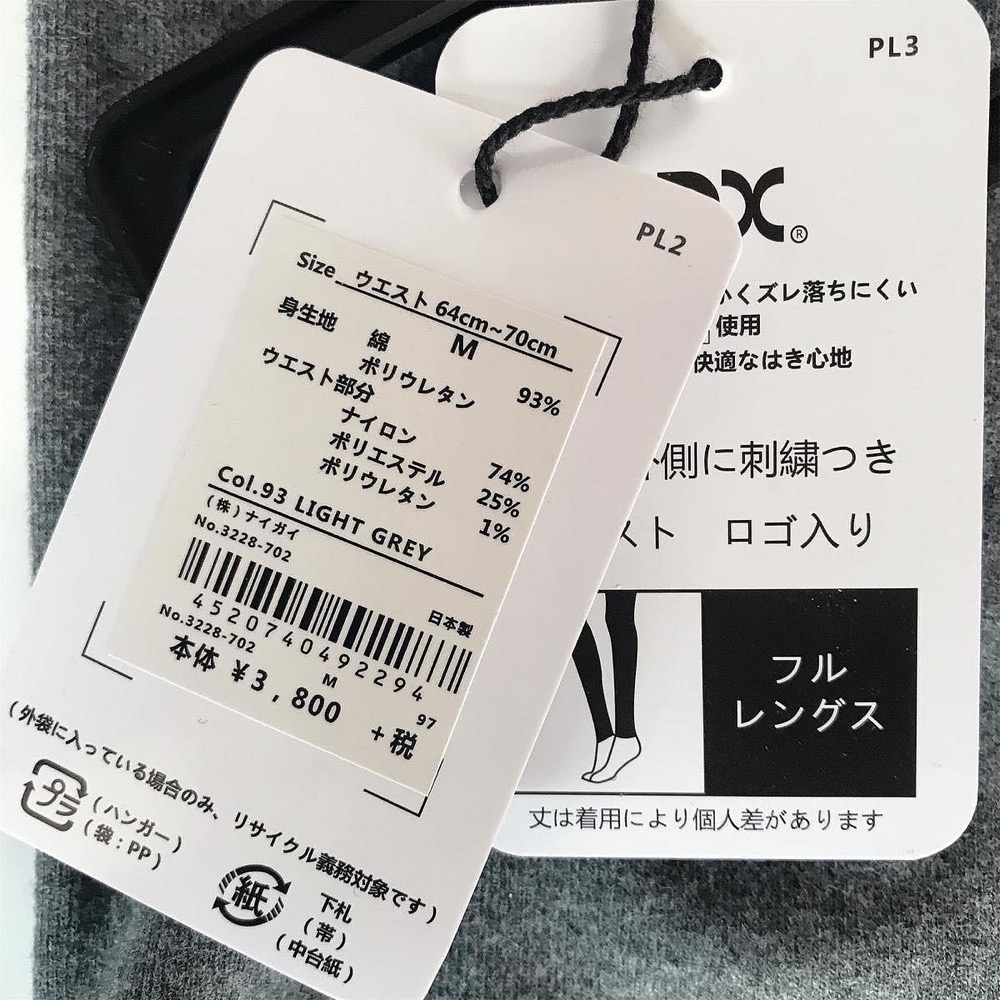 PL2
Size ウエスト 64cm~70cm
M
身生地 綿 93%
ポリウレタン
ウエスト部分
ナイロン 74%
ポリエステル 25%
ポリウレタン 1%
Col.93 LIGHT GREY
(株)ナイガイ
No.3228-702
日本製
4520740492294
No.3228-702 M 97
本体 ¥3,800 +税
(外袋に入っている場合のみ、リサイクル義務対象です)
プラ (ハンガー)
(袋:PP)
紙 下札
(帯)
(中台紙)
PL3
X®
くズレ落ちにくい
使用
快適なはき心地
側に刺繍つき
スト ロゴ入り
フル
レングス
丈は着用により個人差があります